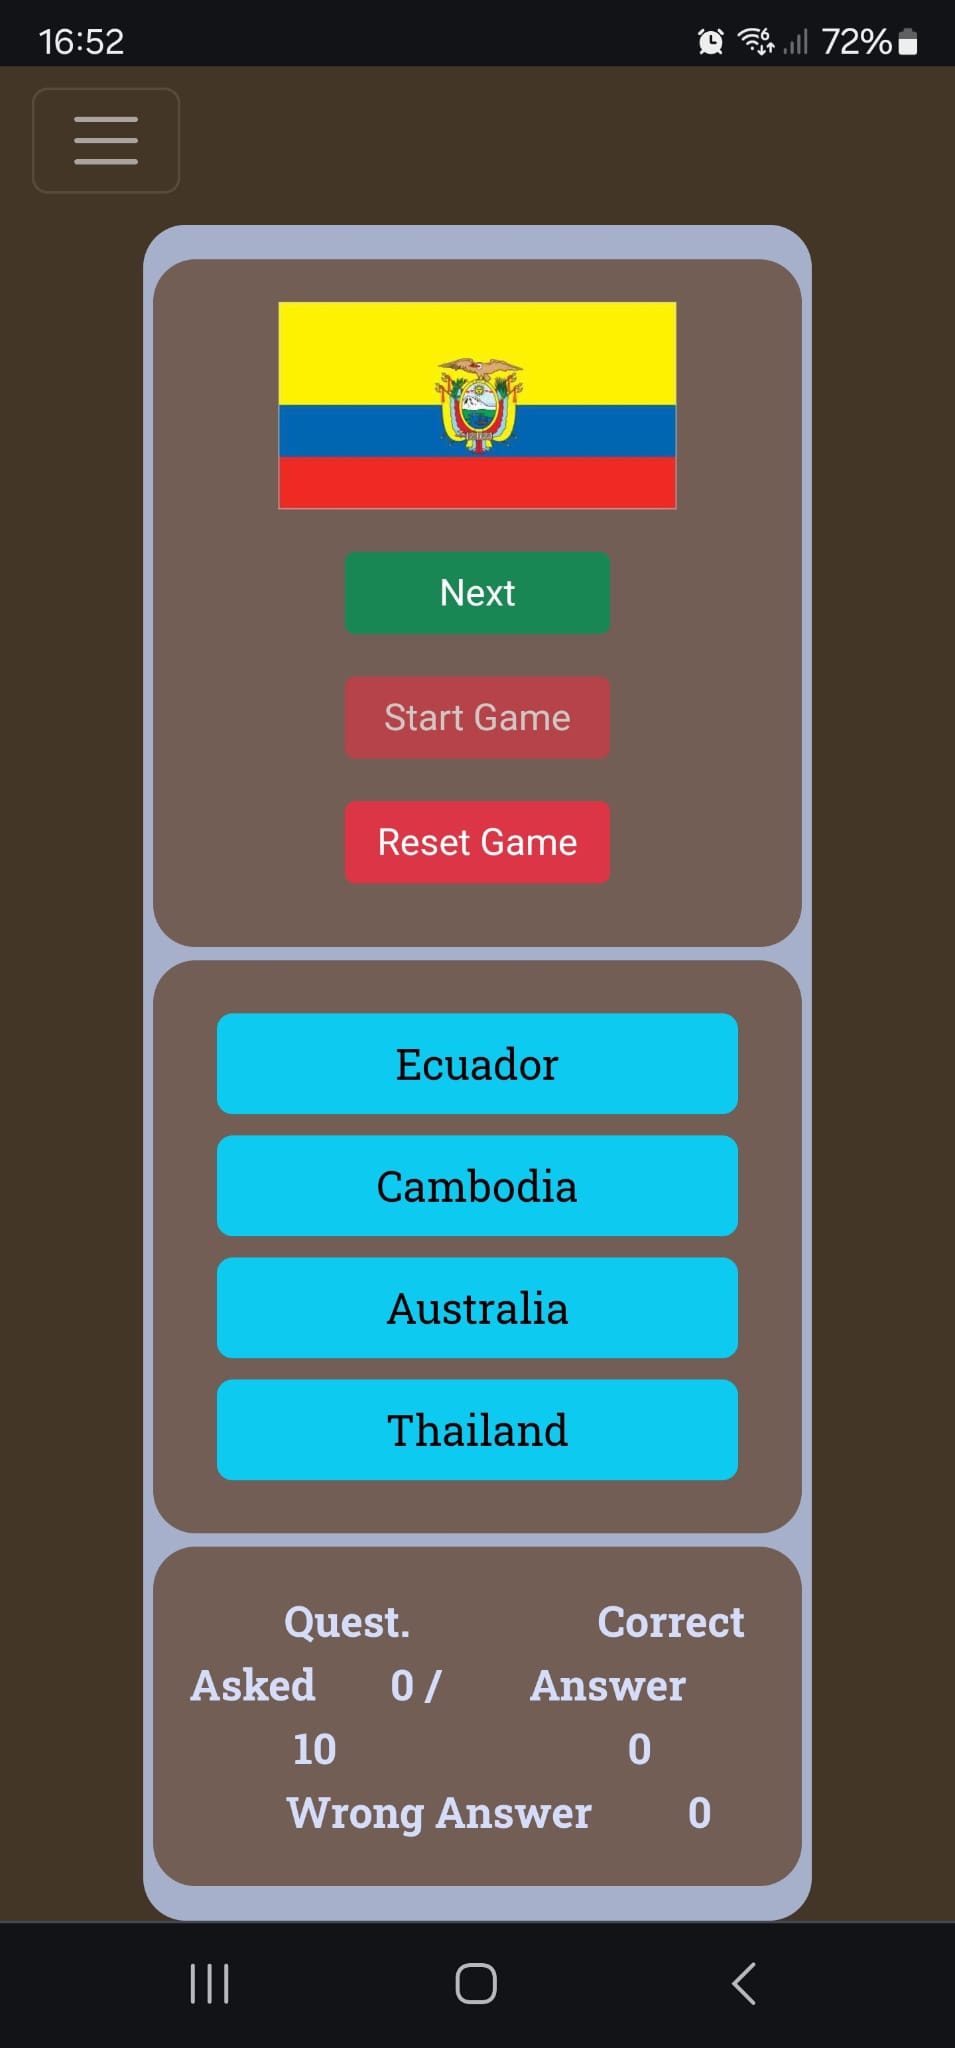 16:52
6
72%
Next
Start Game
Reset Game
Ecuador
Cambodia
Australia
Thailand
Quest.
Asked 0 /
10
Correct
Answer
0
Wrong Answer 0